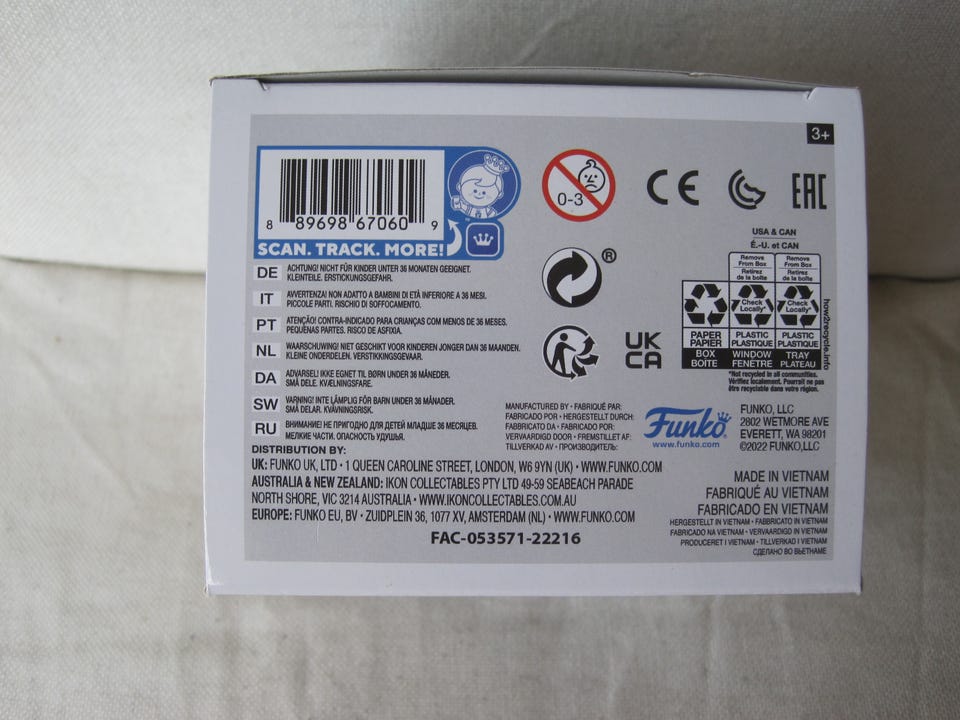 3+
8 89698 67060 9
SCAN. TRACK. MORE!
0-3
CE
EAC
USA & CAN
É.-U. et CAN
Remove From Box Remove From Box
Retirez de la boîte Retirez de la boîte
Check Locally* Check Locally*
PAPER PLASTIC PLASTIC
PAPIER PLASTIQUE PLASTIQUE
BOX WINDOW TRAY
BOÎTE FENÊTRE PLATEAU
*Not recycled in all communities.
Vérifiez localement. Pourrait ne pas
être recyclable dans votre région.
how2recycle.info
®
UK
CA
DE ACHTUNG! NICHT FÜR KINDER UNTER 36 MONATEN GEEIGNET.
KLEINTEILE. ERSTICKUNGSGEFAHR.
IT AVVERTENZA! NON ADATTO A BAMBINI DI ETÀ INFERIORE A 36 MESI.
PICCOLE PARTI. RISCHIO DI SOFFOCAMENTO.
PT ATENÇÃO! CONTRA-INDICADO PARA CRIANÇAS COM MENOS DE 36 MESES.
PEQUENAS PARTES. RISCO DE ASFIXIA.
NL WAARSCHUWING! NIET GESCHIKT VOOR KINDEREN JONGER DAN 36 MAANDEN.
KLEINE ONDERDELEN. VERSTIKKINGSGEVAAR.
DA ADVARSEL! IKKE EGNET TIL BØRN UNDER 36 MÅNEDER.
SMÅ DELE. KVÆLNINGSFARE.
SW VARNING! INTE LÄMPLIG FÖR BARN UNDER 36 MÅNADER.
SMÅ DELAR. KVÄVNINGSRISK.
RU ВНИМАНИЕ! НЕ ПРИГОДНО ДЛЯ ДЕТЕЙ МЛАДШЕ 36 МЕСЯЦЕВ.
МЕЛКИЕ ЧАСТИ. ОПАСНОСТЬ УДУШЬЯ.
MANUFACTURED BY • FABRIQUÉ PAR:
FABRICADO POR • HERGESTELLT DURCH:
FABBRICATO DA • FABRICADO POR:
VERVAARDIGD DOOR • FREMSTILLET AF:
TILLVERKAD AV • ПРОИЗВОДИТЕЛЬ:
Funko®
www.funko.com
FUNKO, LLC
2802 WETMORE AVE
EVERETT, WA 98201
©2022 FUNKO,LLC
DISTRIBUTION BY:
UK: FUNKO UK, LTD • 1 QUEEN CAROLINE STREET, LONDON, W6 9YN (UK) • WWW.FUNKO.COM
AUSTRALIA & NEW ZEALAND: IKON COLLECTABLES PTY LTD 49-59 SEABEACH PARADE
NORTH SHORE, VIC 3214 AUSTRALIA • WWW.IKONCOLLECTABLES.COM.AU
EUROPE: FUNKO EU, BV • ZUIDPLEIN 36, 1077 XV, AMSTERDAM (NL) • WWW.FUNKO.COM
FAC-053571-22216
MADE IN VIETNAM
FABRIQUÉ AU VIETNAM
FABRICADO EN VIETNAM
HERGESTELLT IN VIETNAM • FABBRICATO IN VIETNAM
FABRICADO NA VIETNAM • VERVAARDIGD IN VIETNAM
PRODUCERET I VIETNAM • TILLVERKAD I VIETNAM
СДЕЛАНО ВО ВЬЕТНАМЕ